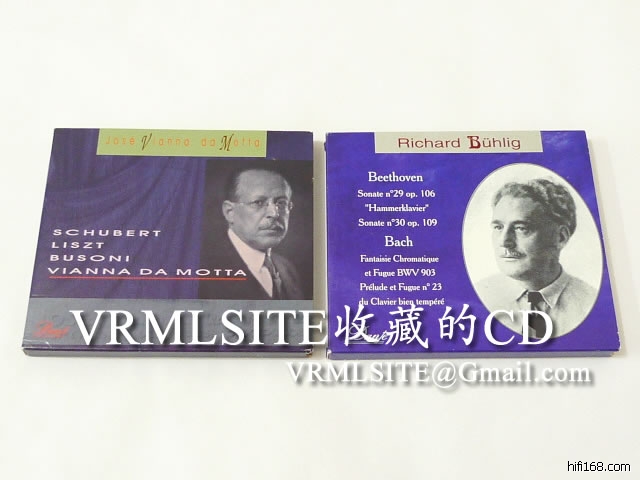 José Vianna da Motta
SCHUBERT
LISZT
BUSONI
VIANNA DA MOTTA
Richard Bühlig
Beethoven
Sonate n°29 op. 106
"Hammerklavier"
Sonate n°30 op. 109
Bach
Fantaisie Chromatique
et Fugue BWV 903
Prélude et Fugue n° 23
du Clavier bien tempéré
VRMLSITE收藏的CD
VRMLSITE@Gmail.com
hifi168.com